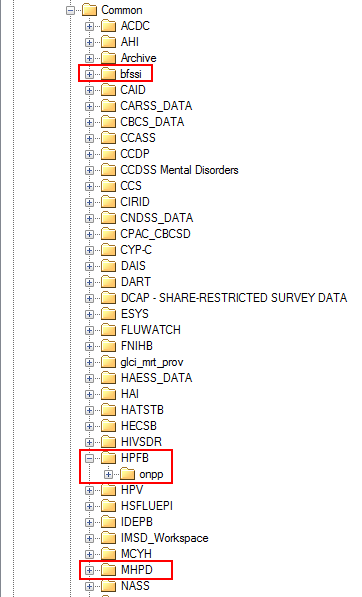 Common
ACDC
AHI
Archive
bfssi
CAID
CARSS_DATA
CBCS_DATA
CCASS
CCDP
CCDSS Mental Disorders
CCS
CIRID
CNDSS_DATA
CPAC_CBCSD
CYP-C
DAIS
DART
DCAP - SHARE-RESTRICTED SURVEY DATA
ESYS
FLUWATCH
FNIHB
glci_mrt_prov
HAESS_DATA
HAI
HATSTB
HECSB
HIVSDR
HPFB
onpp
HPV
HSFLUEPI
IDEPB
IMSD_Workspace
MCYH
MHPD
NASS